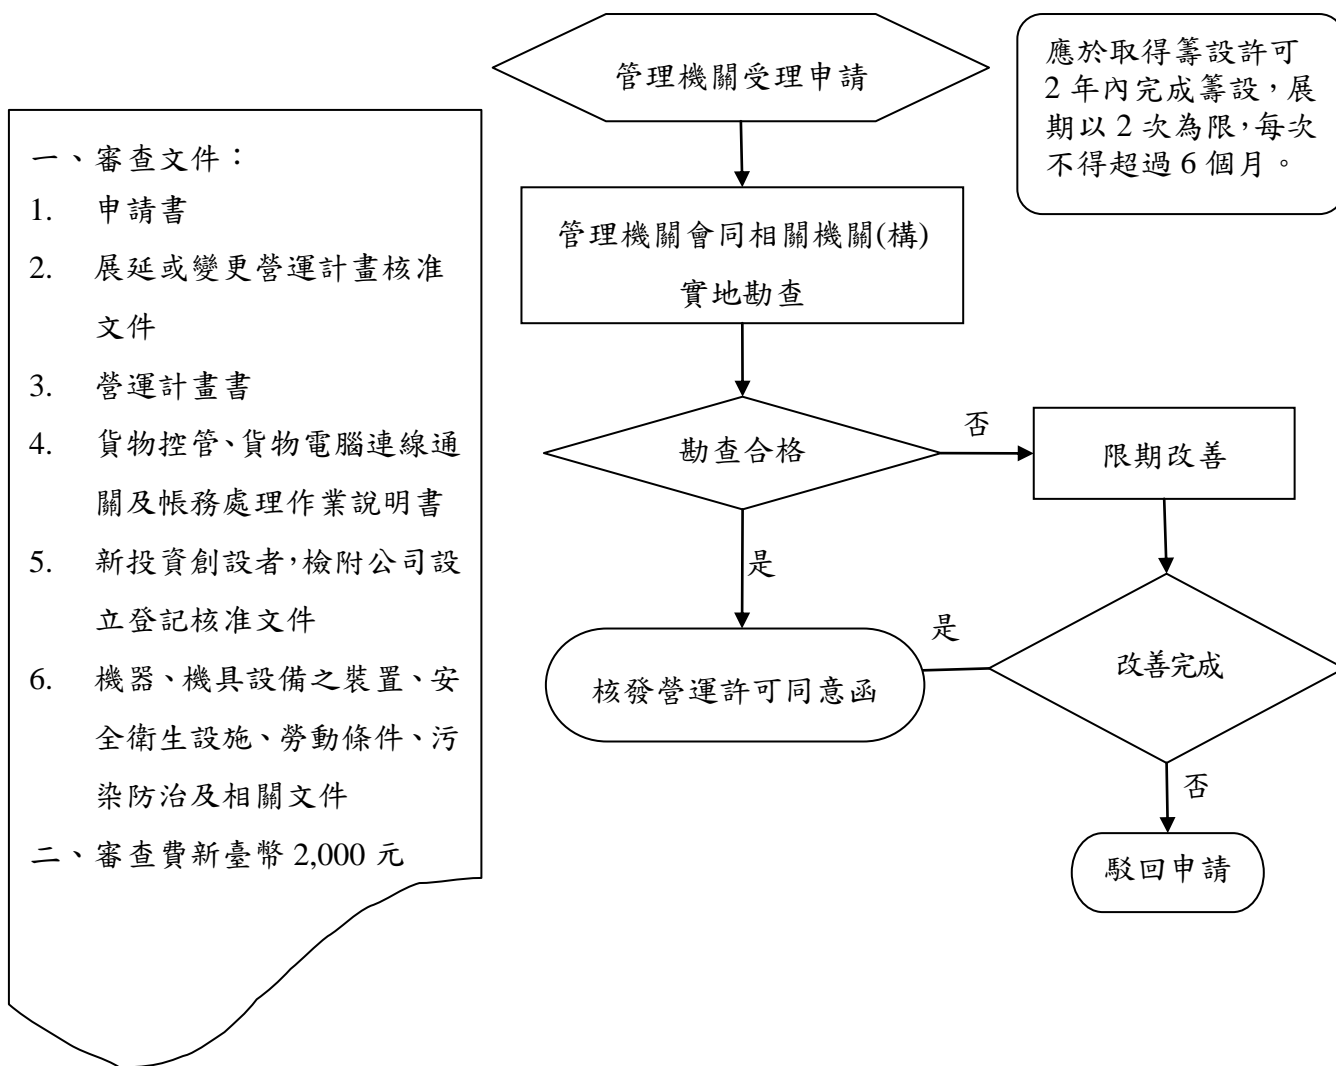 管理機關受理申請
應於取得籌設許可
2 年內完成籌設，展
期以 2 次為限，每次
不得超過 6 個月。
一、審查文件：
1. 申請書
2. 展延或變更營運計畫核准
文件
3. 營運計畫書
4. 貨物控管、貨物電腦連線通
關及帳務處理作業說明書
5. 新投資創設者，檢附公司設
立登記核准文件
6. 機器、機具設備之裝置、安
全衛生設施、勞動條件、污
染防治及相關文件
二、審查費新臺幣 2,000 元
管理機關會同相關機關(構)
實地勘查
勘查合格
否
限期改善
是
核發營運許可同意函
是
改善完成
否
駁回申請